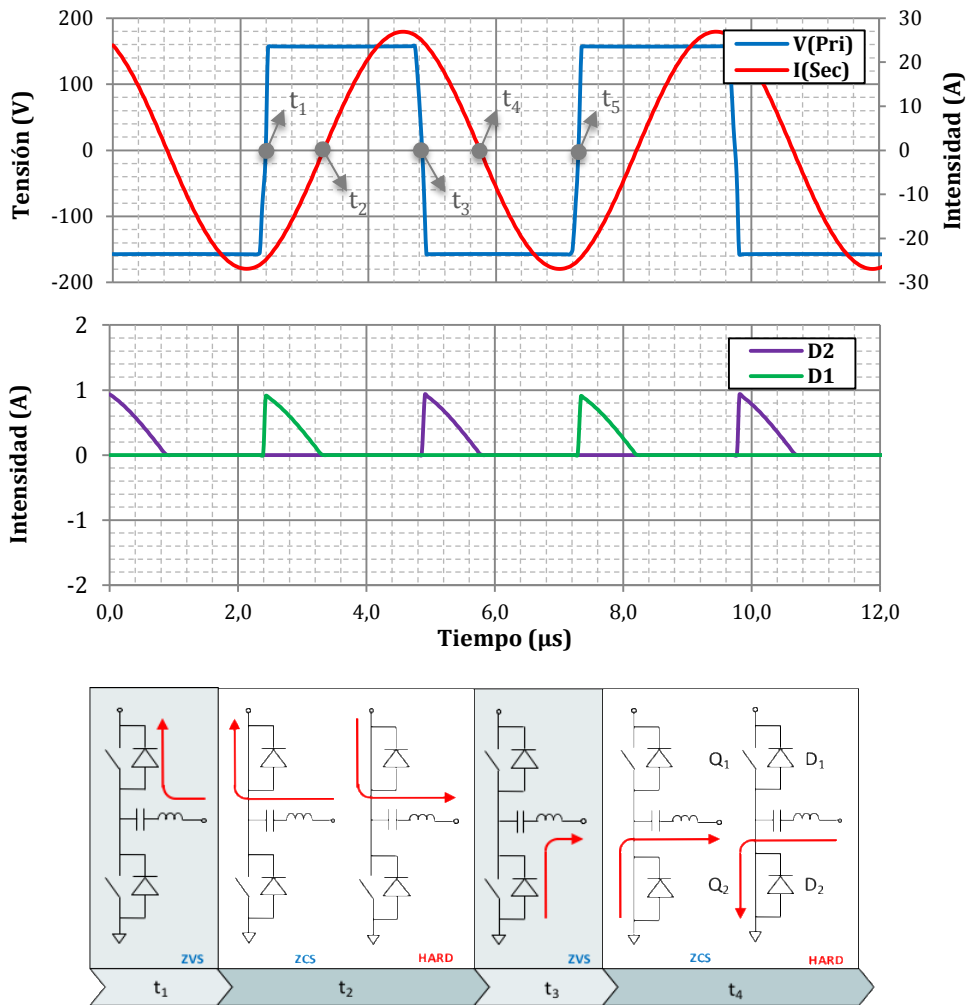 200
100
0
-100
-200
Tensión (V)
30
20
10
0
-10
-20
-30
Intensidad (A)
V(Pri)
I(Sec)
t1
t2
t3
t4
t5
2
1
0
-1
-2
Intensidad (A)
D2
D1
0,0 2,0 4,0 6,0 8,0 10,0 12,0
Tiempo (μs)
Q1 D1
Q2 D2
ZVS ZCS HARD ZVS ZCS HARD
t1 t2 t3 t4